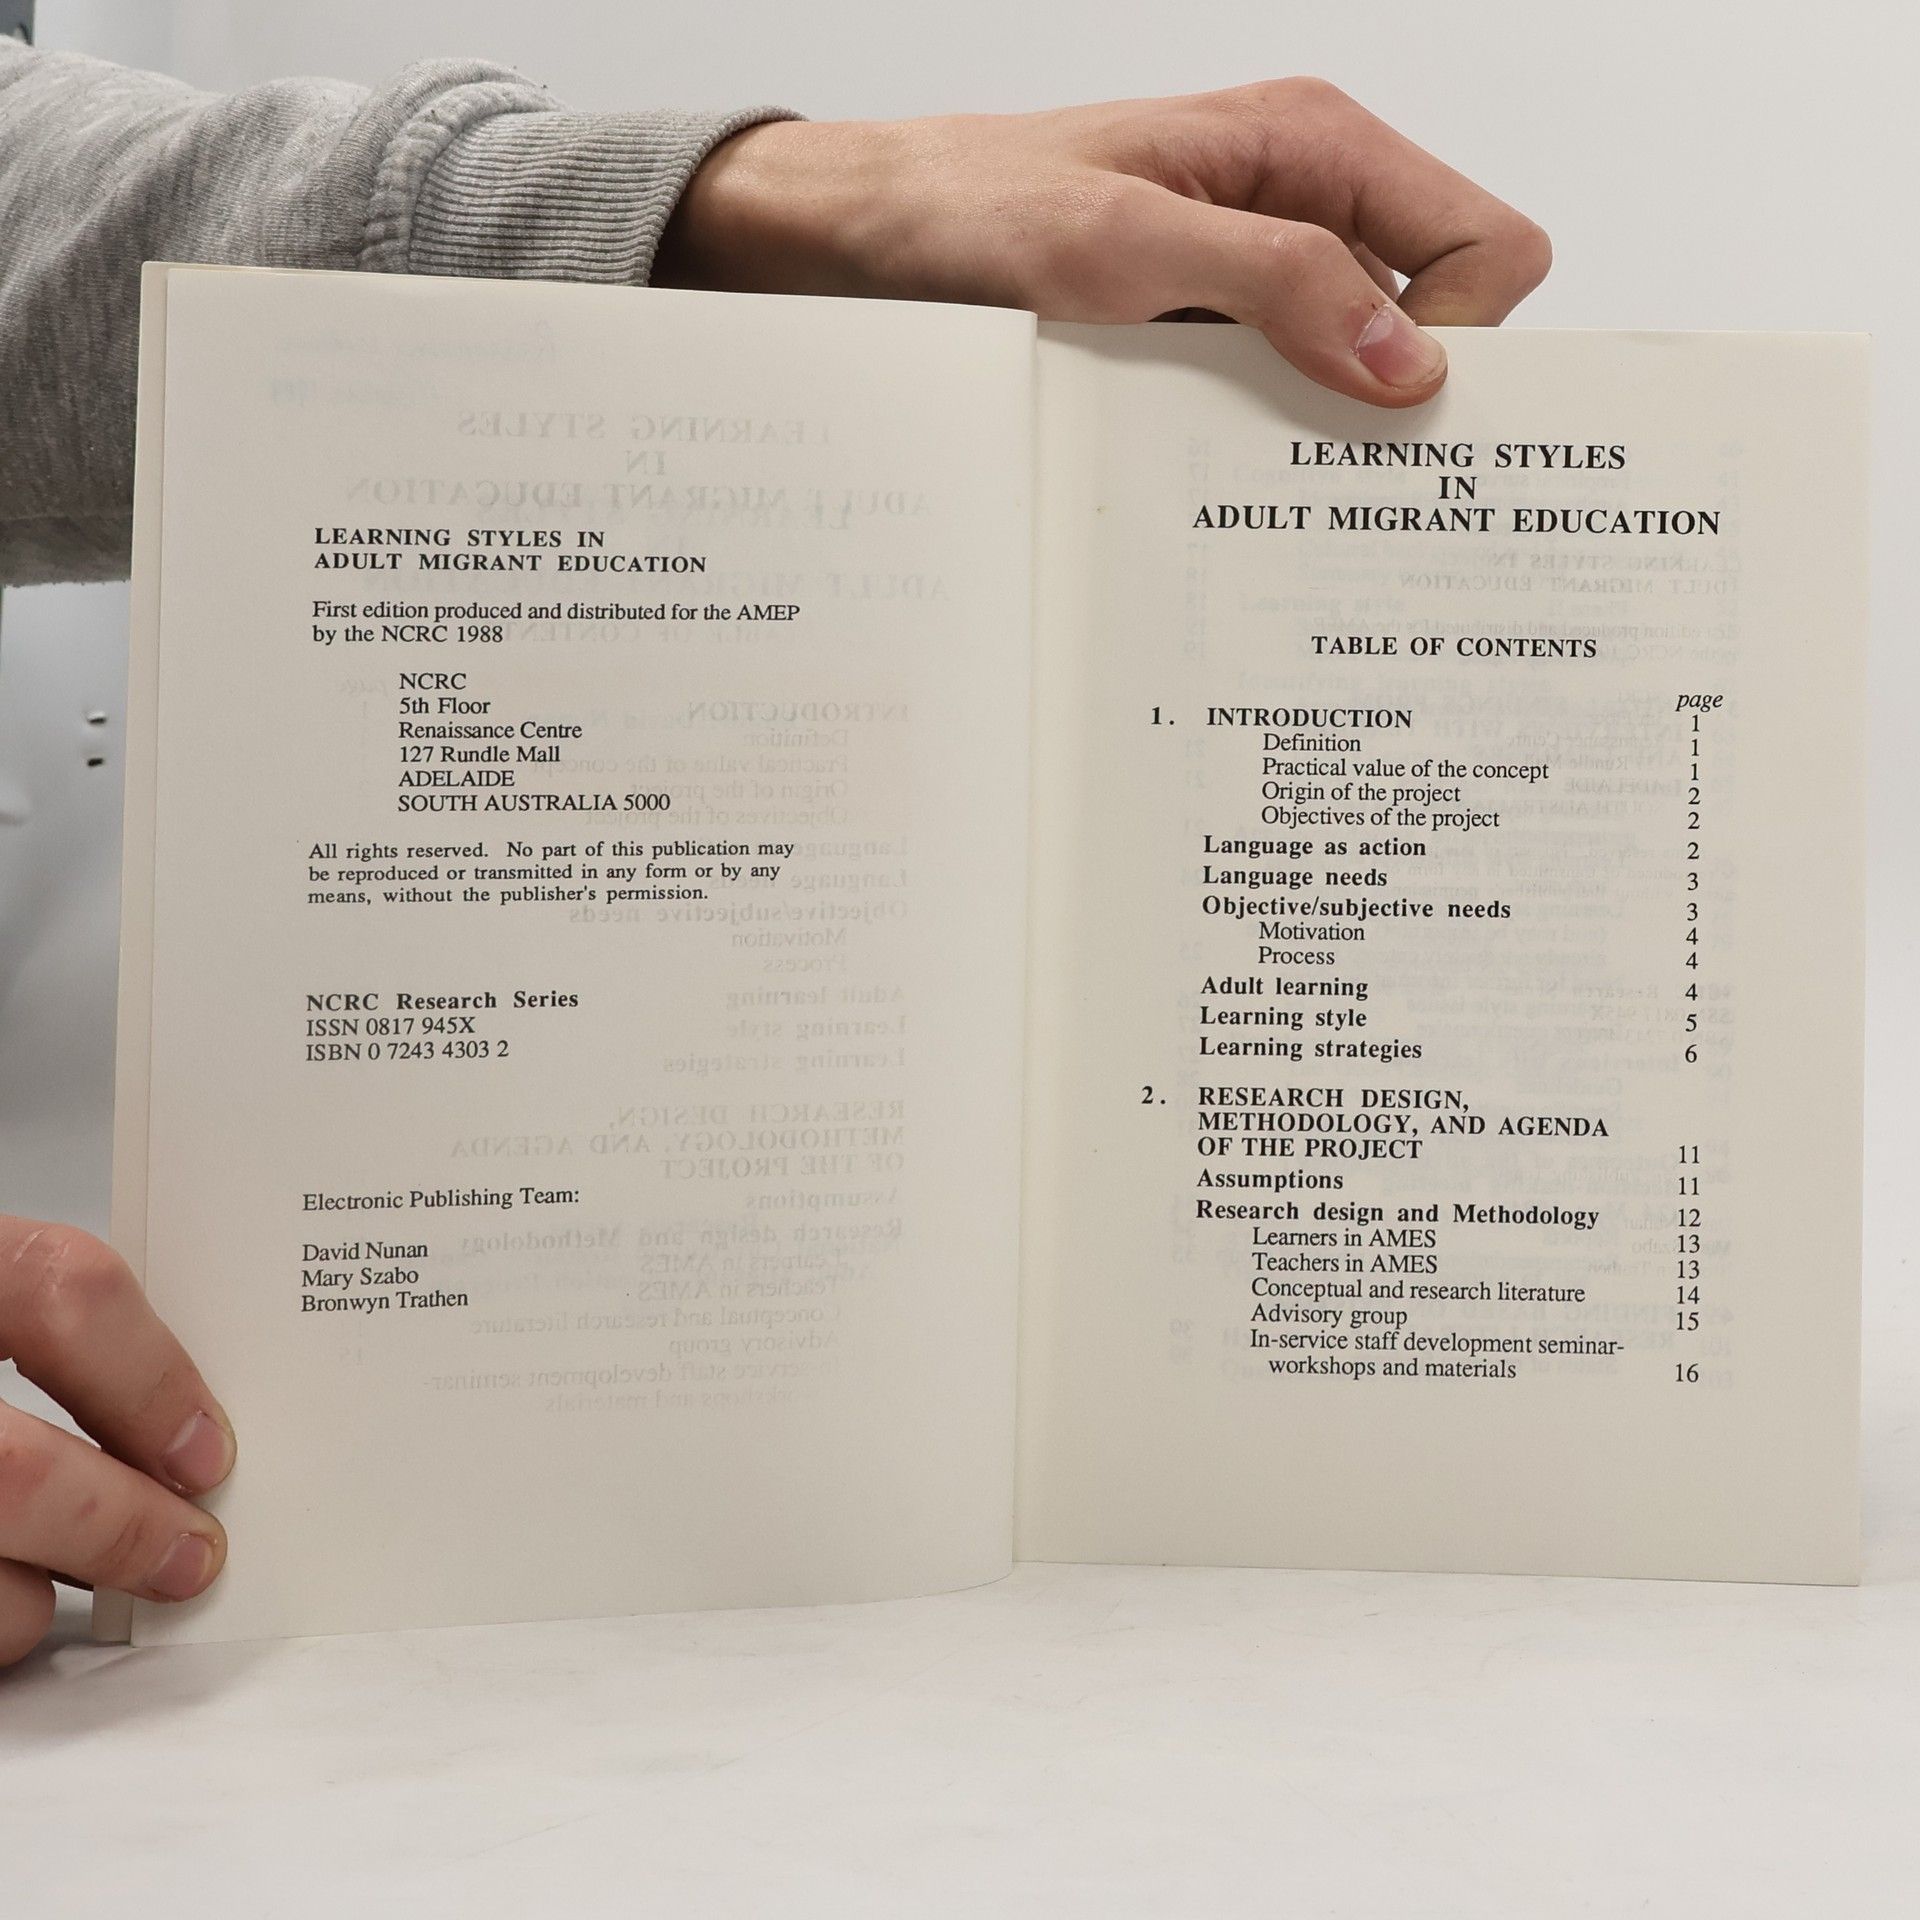 LEARNING STYLES IN
ADULT MIGRANT EDUCATION
First edition produced and distributed for the AMEP
by the NCRC 1988
NCRC
5th Floor
Renaissance Centre
127 Rundle Mall
ADELAIDE
SOUTH AUSTRALIA 5000
All rights reserved. No part of this publication may
be reproduced or transmitted in any form or by any
means, without the publisher's permission.
NCRC Research Series
ISSN 0817 945X
ISBN 0 7243 4303 2
Electronic Publishing Team:
David Nunan
Mary Szabo
Bronwyn Trathen
LEARNING STYLES
IN
ADULT MIGRANT EDUCATION
TABLE OF CONTENTS
page
1. INTRODUCTION 1
Definition 1
Practical value of the concept 1
Origin of the project 2
Objectives of the project 2
Language as action 2
Language needs 3
Objective/subjective needs 3
Motivation 4
Process 4
Adult learning 4
Learning style 5
Learning strategies 6
2. RESEARCH DESIGN,
METHODOLOGY, AND AGENDA
OF THE PROJECT 11
Assumptions 11
Research design and Methodology 12
Learners in AMES 13
Teachers in AMES 13
Conceptual and research literature 14
Advisory group 15
In-service staff development seminar-
workshops and materials 16